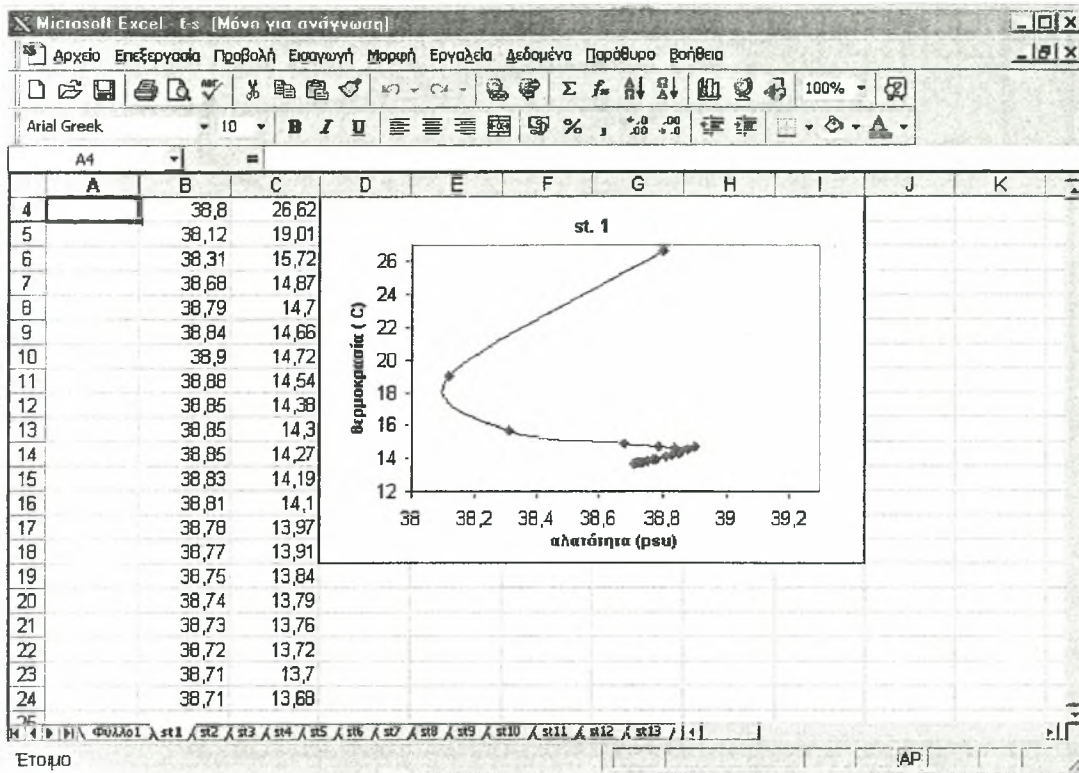 Microsoft Excel - t-s [Μόνο για ανάγνωση]
Αρχείο Επεξεργασία Προβολή Εισαγωγή Μορφή Εργαλεία Δεδομένα Παράθυρο Βοήθεια
100%
Arial Greek 10 B I U % ,
A4 =
A B C D E F G H I J K
4 38,8 26,62
5 38,12 19,01
6 38,31 15,72
7 38,68 14,87
8 38,79 14,7
9 38,84 14,66
10 38,9 14,72
11 38,88 14,54
12 38,85 14,38
13 38,85 14,3
14 38,85 14,27
15 38,83 14,19
16 38,81 14,1
17 38,78 13,97
18 38,77 13,91
19 38,75 13,84
20 38,74 13,79
21 38,73 13,76
22 38,72 13,72
23 38,71 13,7
24 38,71 13,68
25
st. 1
θερμοκρασία ( C)
26
24
22
20
18
16
14
12
38 38,2 38,4 38,6 38,8 39 39,2
αλατότητα (psu)
Φύλλο1 st1 st2 st3 st4 st5 st6 st7 st8 st9 st10 st11 st12 st13
Έτοιμο AP